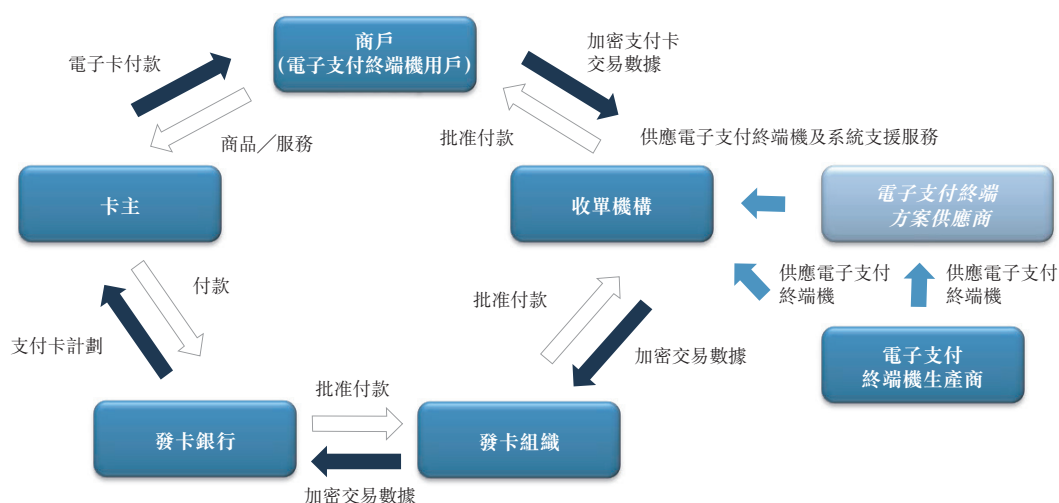 商戶
(電子支付終端機用戶)
電子卡付款
加密支付卡
交易數據
商品／服務
批准付款
供應電子支付終端機及系統支援服務
卡主
收單機構
電子支付終端
方案供應商
付款
批准付款
供應電子支付
終端機
供應電子支付
終端機
支付卡計劃
加密交易數據
電子支付
終端機生產商
批准付款
發卡銀行
發卡組織
加密交易數據